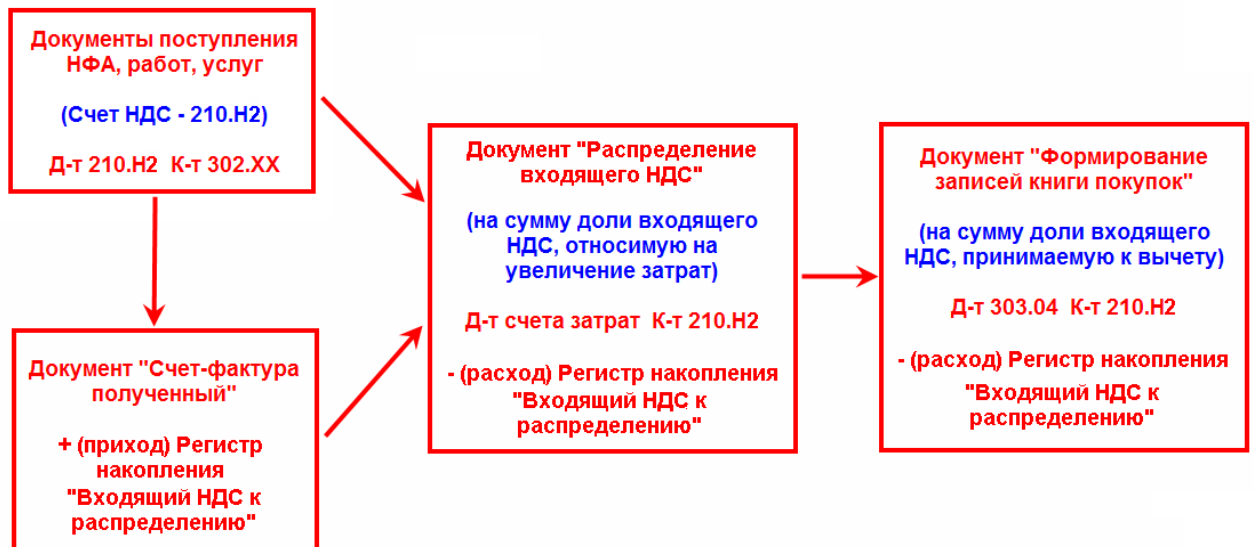 Документы поступления
НФА, работ, услуг
(Счет НДС - 210.Н2)
Д-т 210.Н2 К-т 302.ХХ
Документ "Счет-фактура
полученный"
+ (приход) Регистр
накопления
"Входящий НДС к
распределению"
Документ "Распределение
входящего НДС"
(на сумму доли входящего
НДС, относимую на
увеличение затрат)
Д-т счета затрат К-т 210.Н2
- (расход) Регистр накопления
"Входящий НДС к
распределению"
Документ "Формирование
записей книги покупок"
(на сумму доли входящего
НДС, принимаемую к вычету)
Д-т 303.04 К-т 210.Н2
- (расход) Регистр накопления
"Входящий НДС к
распределению"